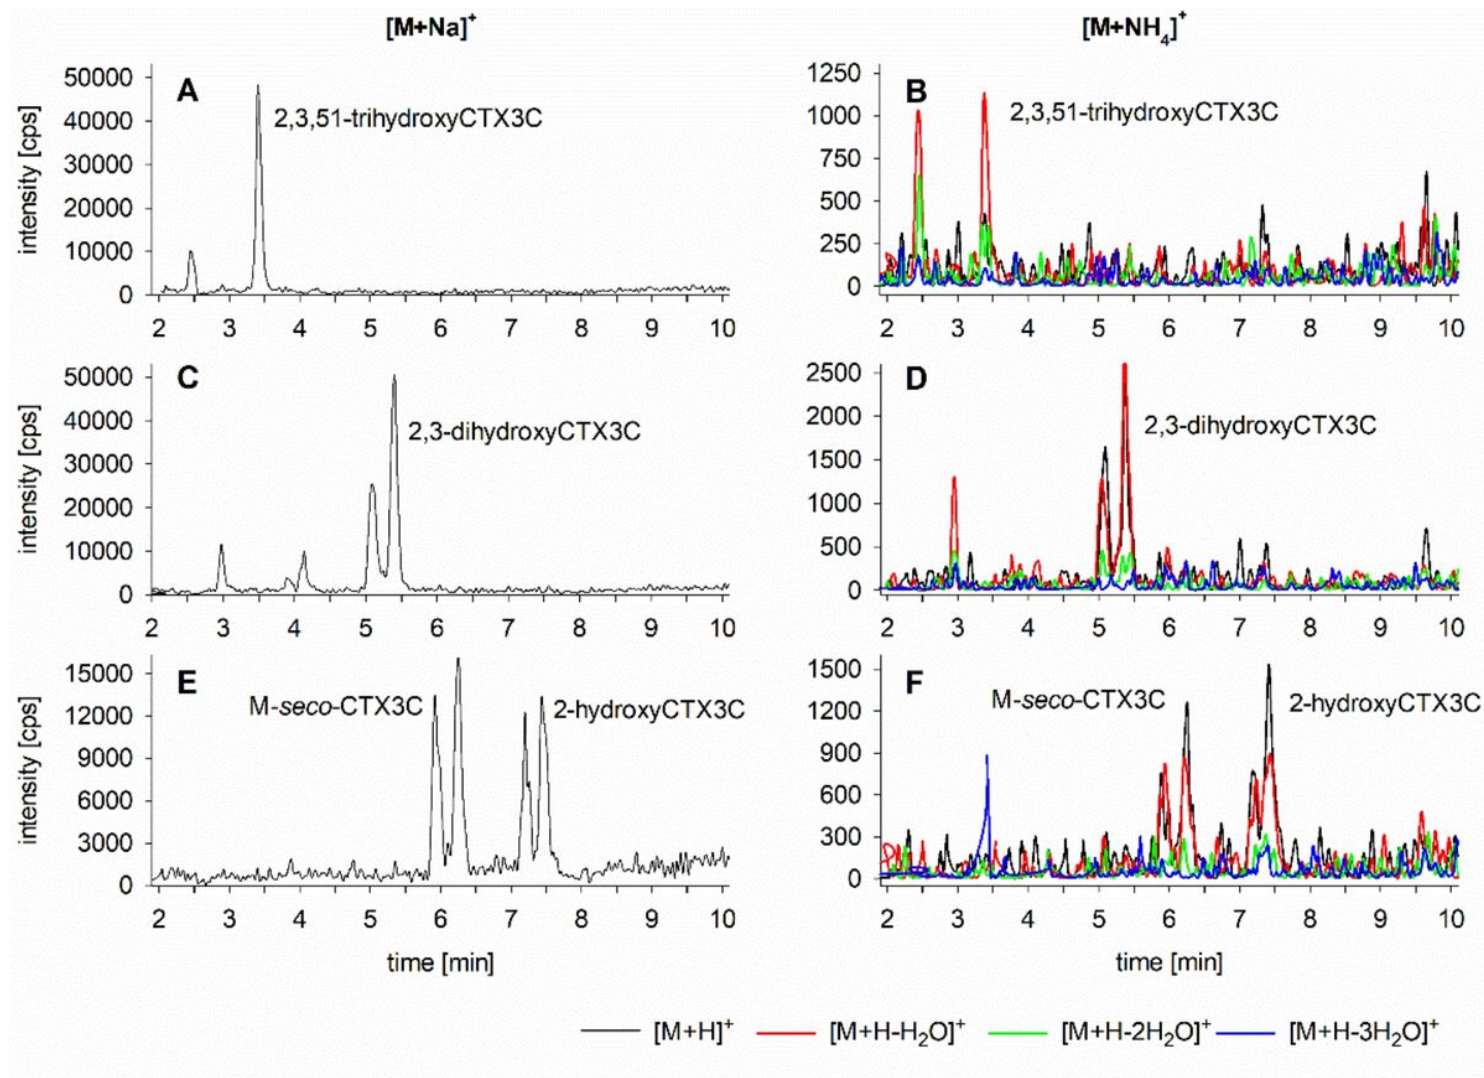 [M+Na]⁺
[M+NH₄]⁺
A
2,3,51-trihydroxyCTX3C
intensity [cps]
50000
40000
30000
20000
10000
0
2 3 4 5 6 7 8 9 10
B
2,3,51-trihydroxyCTX3C
intensity [cps]
1250
1000
750
500
250
0
2 3 4 5 6 7 8 9 10
C
2,3-dihydroxyCTX3C
intensity [cps]
50000
40000
30000
20000
10000
0
2 3 4 5 6 7 8 9 10
D
2,3-dihydroxyCTX3C
intensity [cps]
2500
2000
1500
1000
500
0
2 3 4 5 6 7 8 9 10
E
M-seco-CTX3C
2-hydroxyCTX3C
intensity [cps]
15000
12000
9000
6000
3000
0
2 3 4 5 6 7 8 9 10
time [min]
F
M-seco-CTX3C
2-hydroxyCTX3C
intensity [cps]
1500
1200
900
600
300
0
2 3 4 5 6 7 8 9 10
time [min]
[M+H]⁺ [M+H-H₂O]⁺ [M+H-2H₂O]⁺ [M+H-3H₂O]⁺